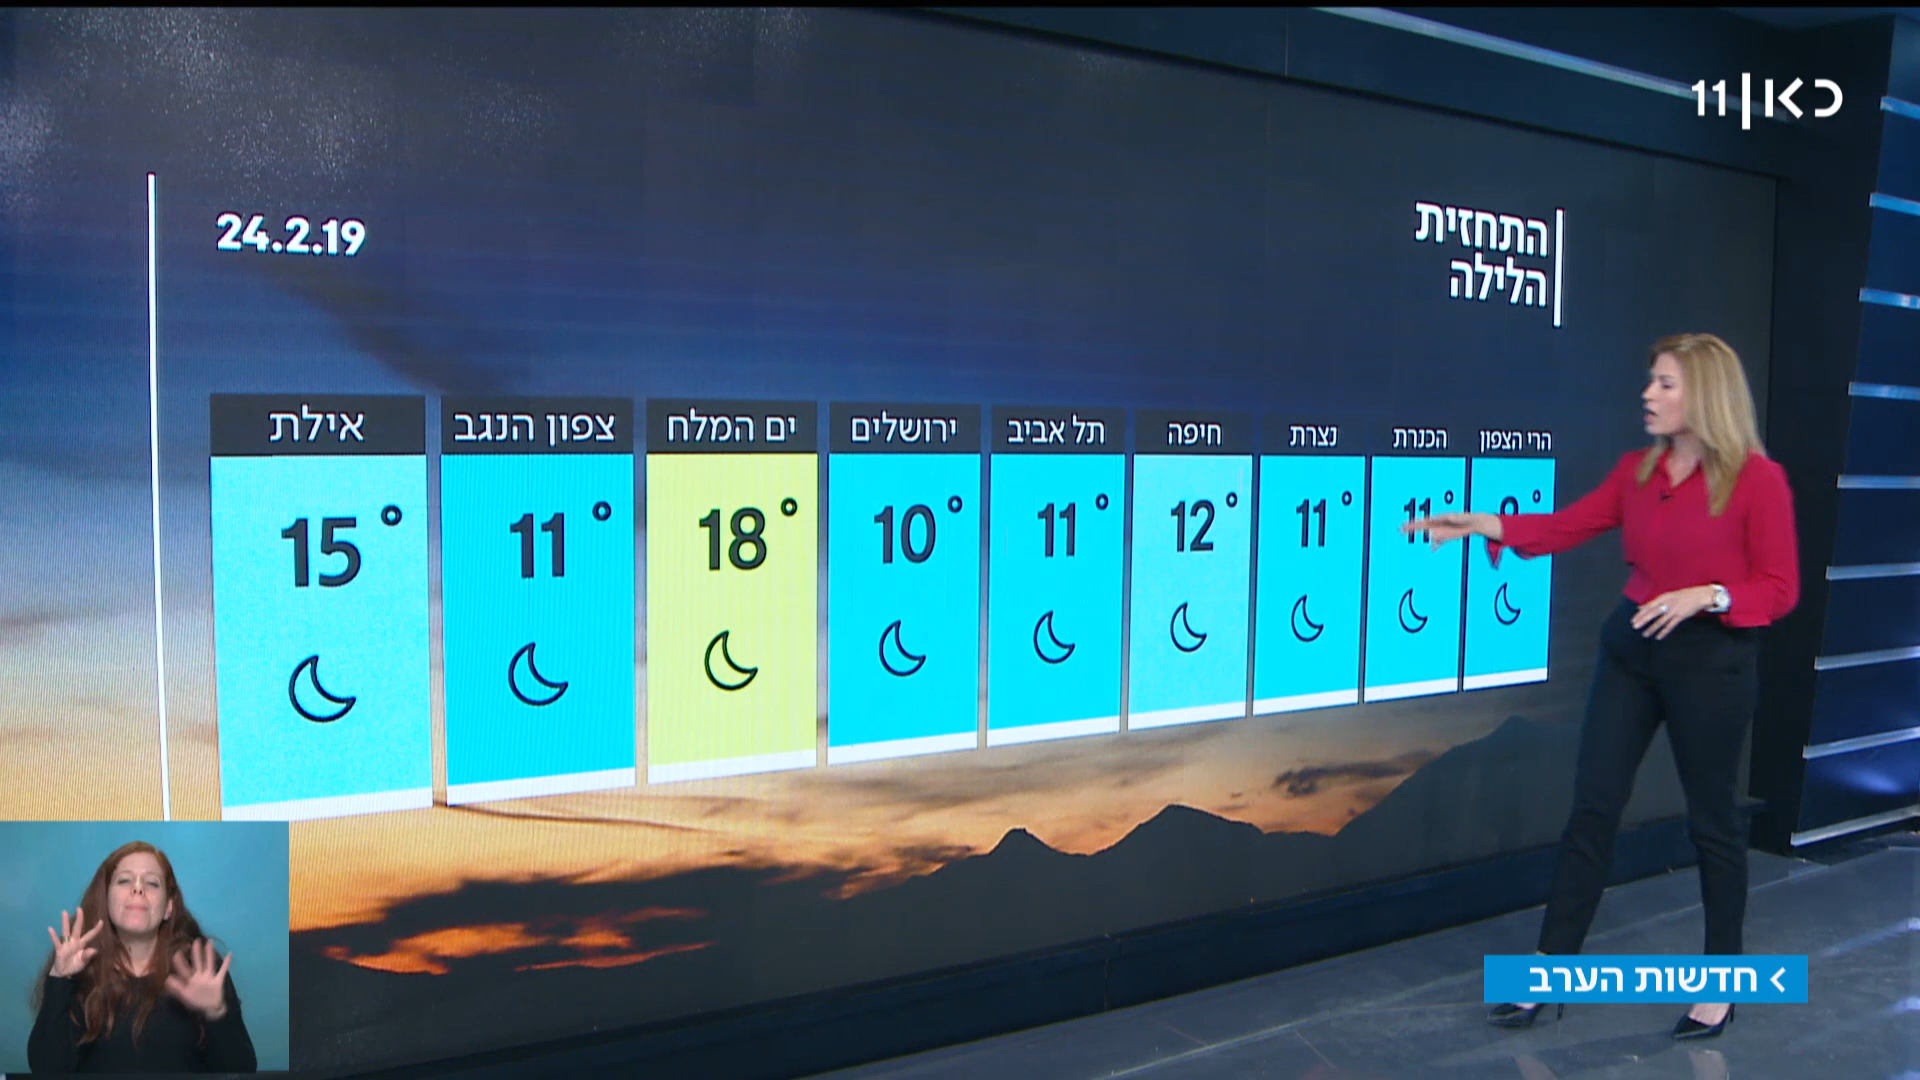 כאן 11
התחזית
הלילה
24.2.19
הרי הצפון
הכנרת
נצרת
חיפה
תל אביב
ירושלים
ים המלח
צפון הנגב
אילת
11°
11°
12°
11°
10°
18°
11°
15°
חדשות הערב